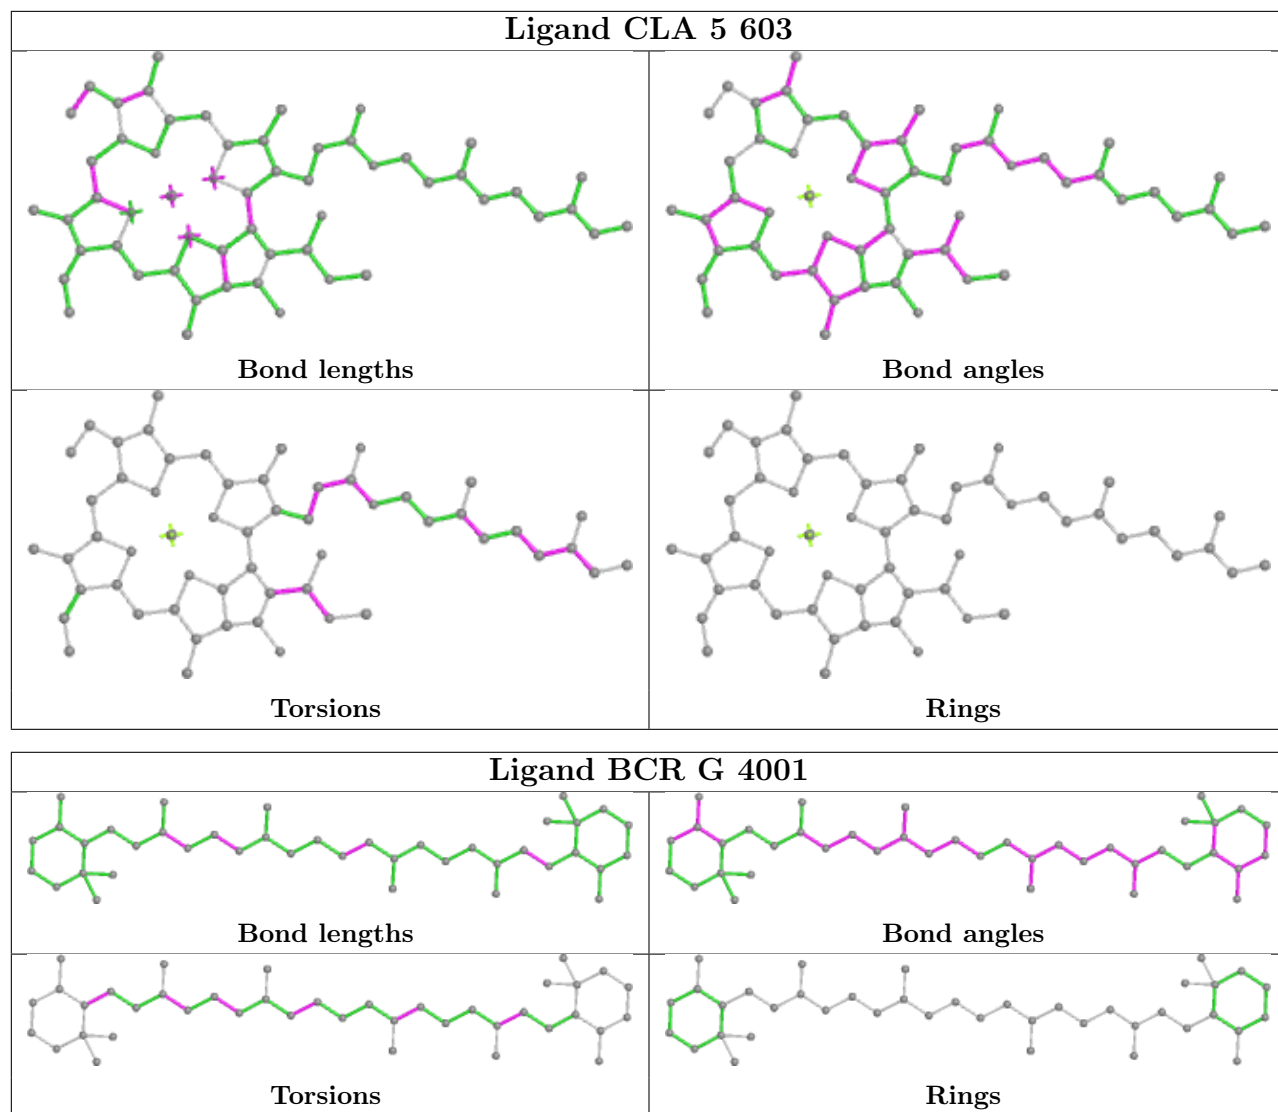 Ligand CLA 5 603
Bond lengths
Bond angles
Torsions
Rings
Ligand BCR G 4001
Bond lengths
Bond angles
Torsions
Rings